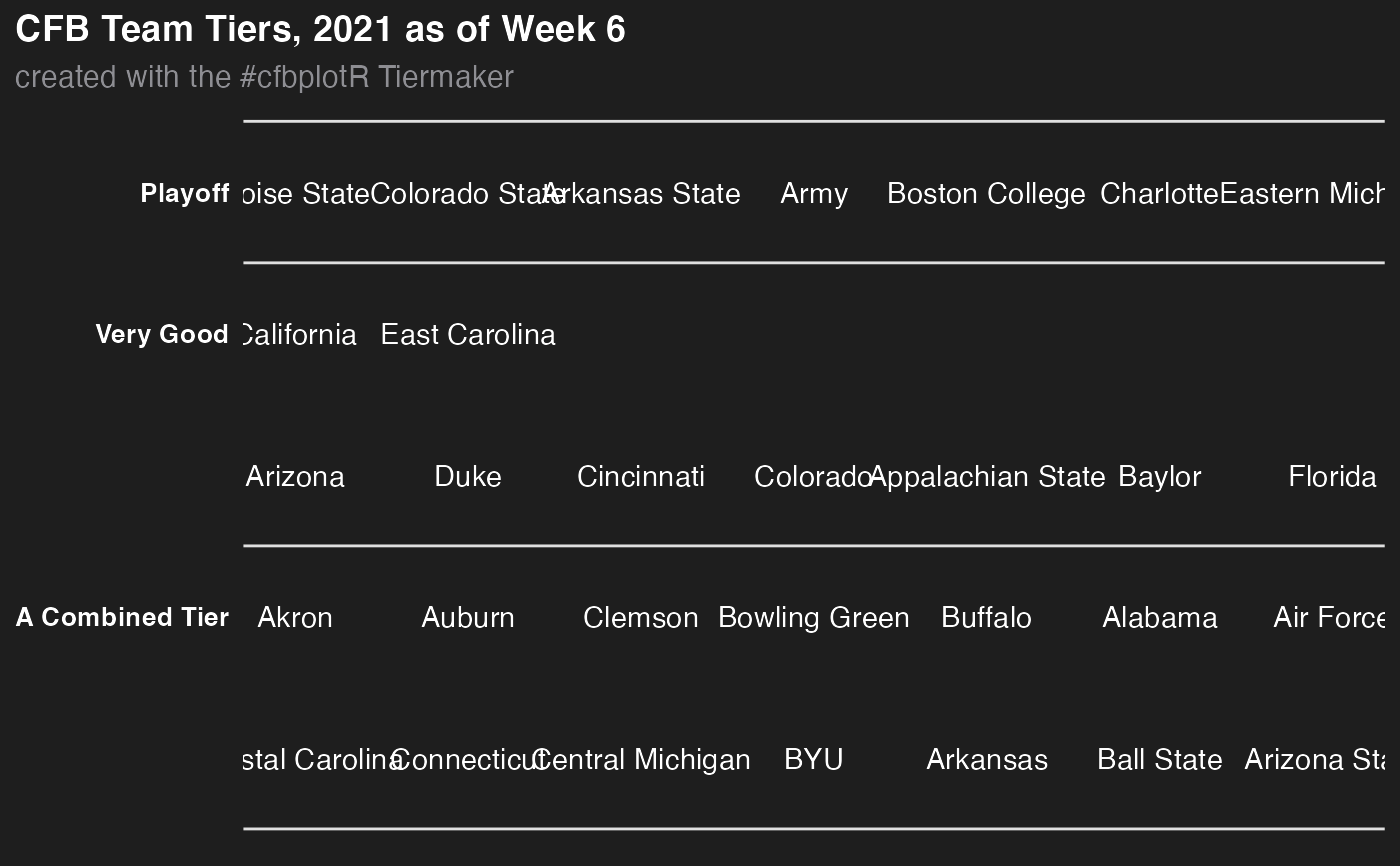 CFB Team Tiers, 2021 as of Week 6
created with the #cfbplotR Tiermaker
Playoff oise State Colorado State Arkansas State Army Boston College Charlotte Eastern Mich
Very Good California East Carolina
Arizona Duke Cincinnati Colorado Appalachian State Baylor Florida
A Combined Tier Akron Auburn Clemson Bowling Green Buffalo Alabama Air Force
stal Carolina Connecticut Central Michigan BYU Arkansas Ball State Arizona Sta